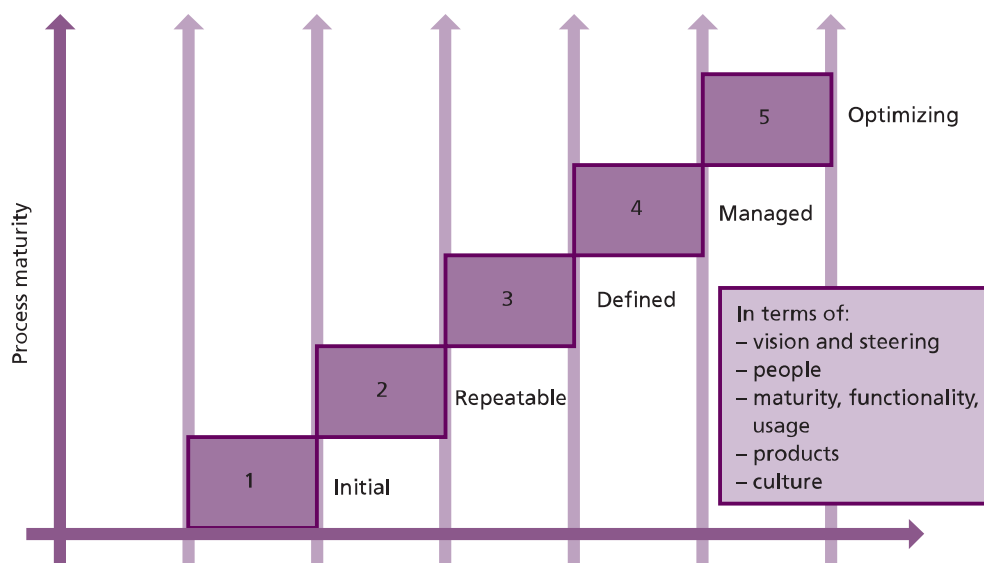 5
Optimizing
4
Managed
3
Defined
2
Repeatable
1
Initial
Process maturity
In terms of:
– vision and steering
– people
– maturity, functionality,
usage
– products
– culture